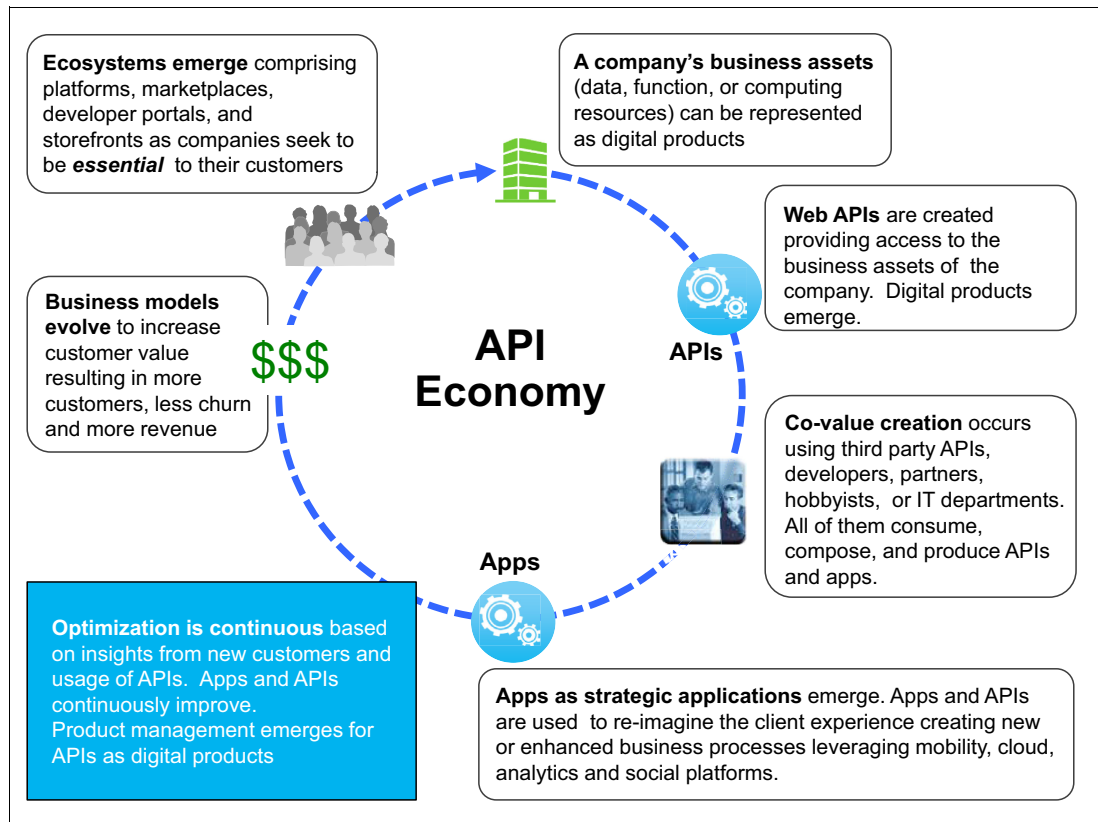 Ecosystems emerge comprising
platforms, marketplaces,
developer portals, and
storefronts as companies seek to
be essential to their customers
A company’s business assets
(data, function, or computing
resources) can be represented
as digital products
Web APIs are created
providing access to the
business assets of the
company. Digital products
emerge.
APIs
Business models
evolve to increase
customer value
resulting in more
customers, less churn
and more revenue
$$$
API
Economy
Co-value creation occurs
using third party APIs,
developers, partners,
hobbyists, or IT departments.
All of them consume,
compose, and produce APIs
and apps.
Apps
Optimization is continuous based
on insights from new customers and
usage of APIs. Apps and APIs
continuously improve.
Product management emerges for
APIs as digital products
Apps as strategic applications emerge. Apps and APIs
are used to re-imagine the client experience creating new
or enhanced business processes leveraging mobility, cloud,
analytics and social platforms.